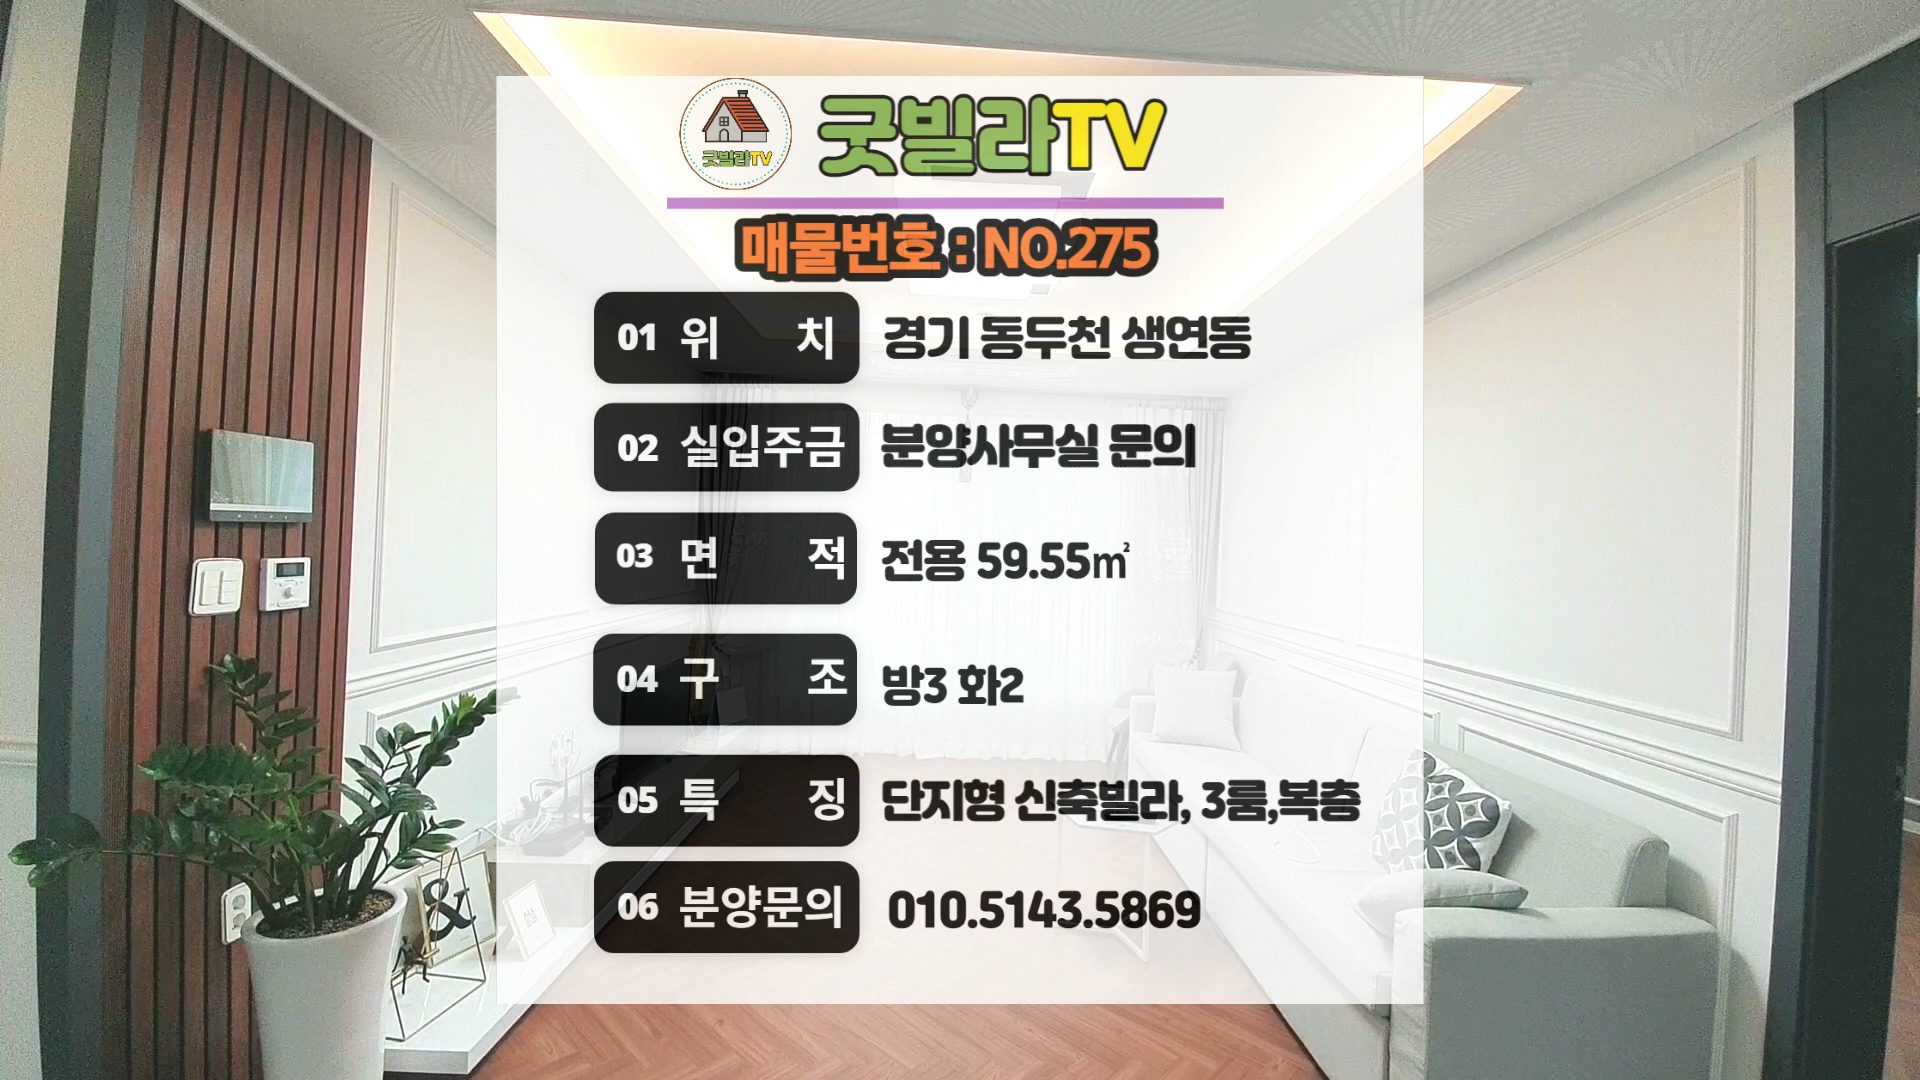 굿빌라TV
굿빌라TV
매물번호 : NO.275
01 위 치 경기 동두천 생연동
02 실입주금 분양사무실 문의
03 면 적 전용 59.55㎡
04 구 조 방3 화2
05 특 징 단지형 신축빌라, 3룸,복층
06 분양문의 010.5143.5869
&